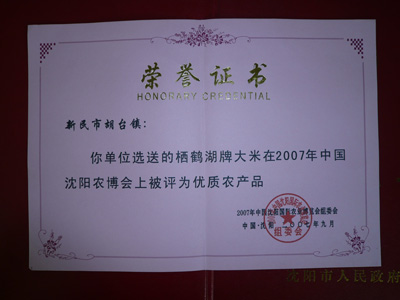 荣誉证书
HONORARY CREDENTIAL
新民市胡台镇：
你单位选送的栖鹤湖牌大米在2007年中国
沈阳农博会上被评为优质农产品
2007年中国沈阳国际农业博览会组委会
中国·沈阳 二〇〇七年九月
组委会
沈阳市人民政府